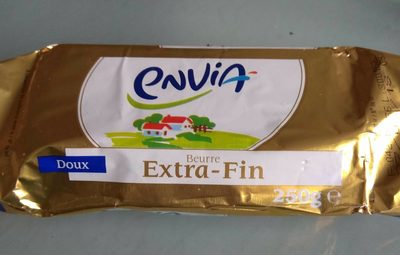 envia
Doux
Beurre
Extra-Fin
250g e